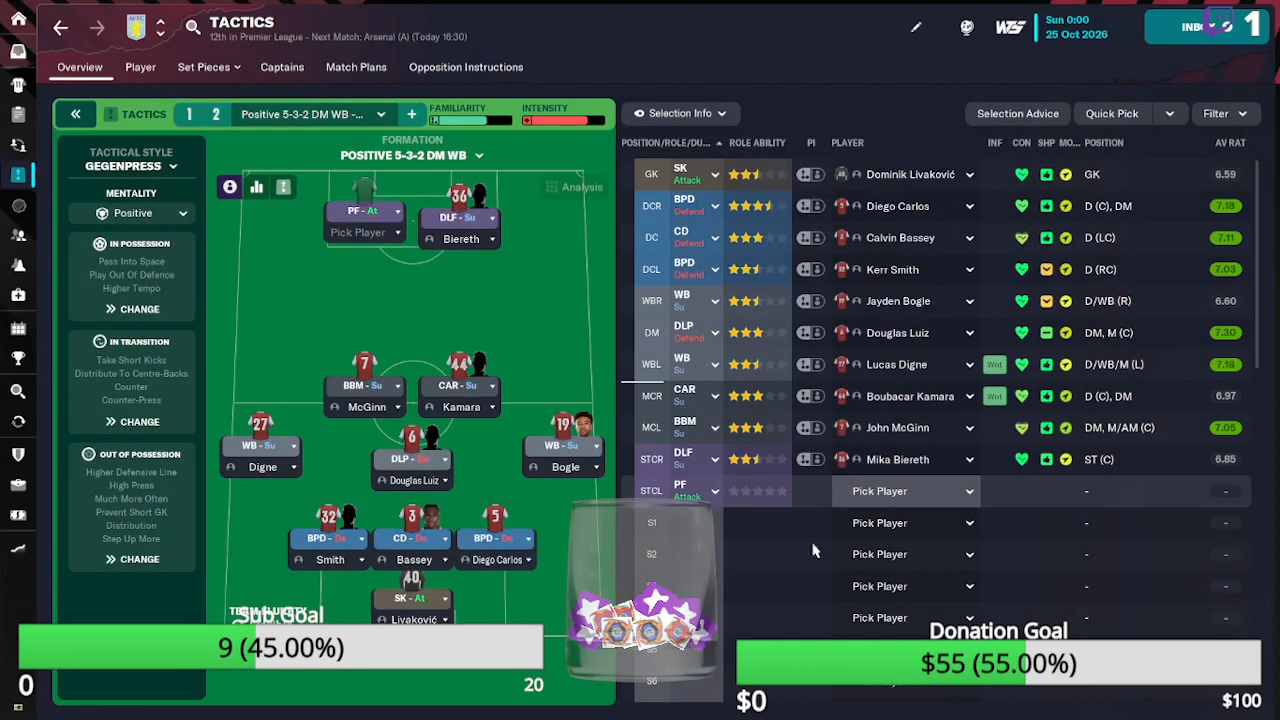 TACTICS
12th in Premier League - Next Match: Arsenal (A) (Today 16:30)
Sun 0:00
25 Oct 2026
1
Overview
Player
Set Pieces
Captains
Match Plans
Opposition Instructions
TACTICS
1 2
Positive 5-3-2 DM WB -...
FAMILIARITY
INTENSITY
Selection Info
Selection Advice
Quick Pick
Filter
TACTICAL STYLE
GEGENPRESS
MENTALITY
Positive
IN POSSESSION
Pass Into Space
Play Out Of Defence
Higher Tempo
CHANGE
IN TRANSITION
Take Short Kicks
Distribute To Centre-Backs
Counter
Counter-Press
CHANGE
OUT OF POSSESSION
Higher Defensive Line
High Press
Much More Often
Prevent Short GK
Distribution
Step Up More
CHANGE
FORMATION
POSITIVE 5-3-2 DM WB
Analysis
PF - At
Pick Player
36
DLF - Su
Biereth
7
BBM - Su
McGinn
44
CAR - Su
Kamara
27
WB - Su
Digne
6
DLP - De
Douglas Luiz
19
WB - Su
Bogle
32
BPD - De
Smith
3
CD - De
Bassey
5
BPD - De
Diego Carlos
40
SK - At
Livaković
POSITION/ROLE/DU... ROLE ABILITY PI PLAYER INF CON SHP MO... POSITION AV RAT
GK SK Attack Dominik Livaković GK 6.59
DCR BPD Defend Diego Carlos D (C), DM 7.18
DC CD Defend Calvin Bassey D (LC) 7.11
DCL BPD Defend Kerr Smith D (RC) 7.03
WBR WB Su Jayden Bogle D/WB (R) 6.60
DM DLP Defend Douglas Luiz DM, M (C) 7.30
WBL WB Su Lucas Digne Wnt D/WB/M (L) 7.18
MCR CAR Su Boubacar Kamara Wnt D (C), DM 6.97
MCL BBM Su John McGinn DM, M/AM (C) 7.05
STCR DLF Su Mika Biereth ST (C) 6.85
STCL PF Attack Pick Player - -
S1 Pick Player - -
S2 Pick Player - -
Pick Player - -
Pick Player - -
S6
Sub Goal
9 (45.00%)
0
20
Donation Goal
$55 (55.00%)
$0
$100